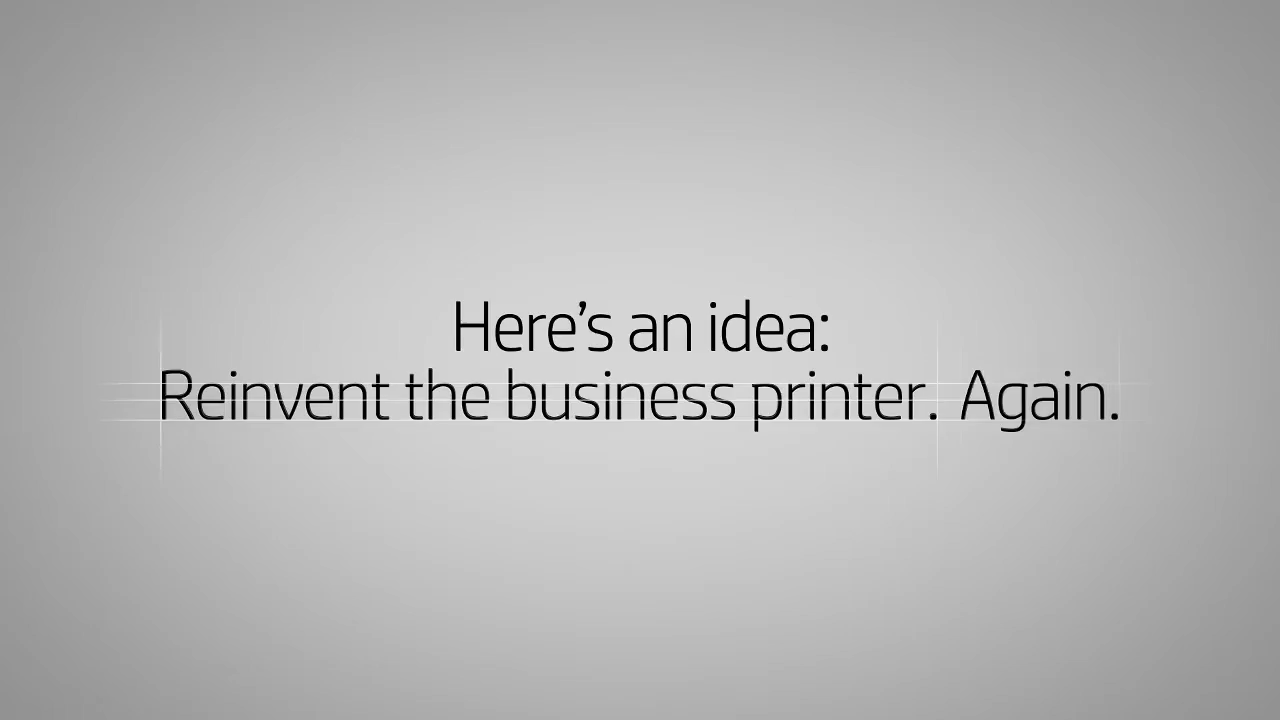 Here’s an idea:
Reinvent the business printer. Again.